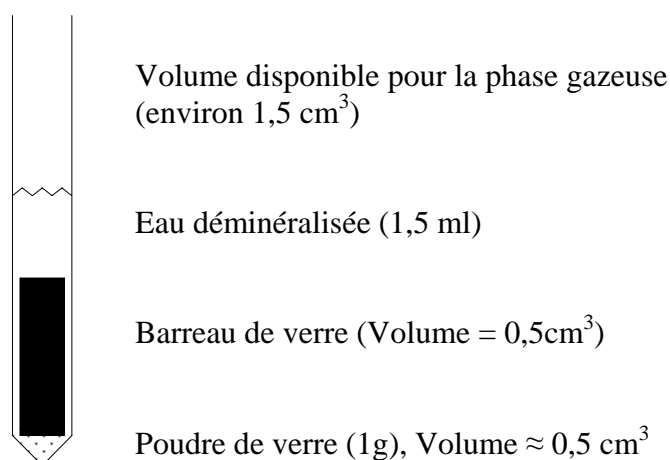 Volume disponible pour la phase gazeuse
(environ 1,5 cm³)
Eau déminéralisée (1,5 ml)
Barreau de verre (Volume = 0,5cm³)
Poudre de verre (1g), Volume ≈ 0,5 cm³